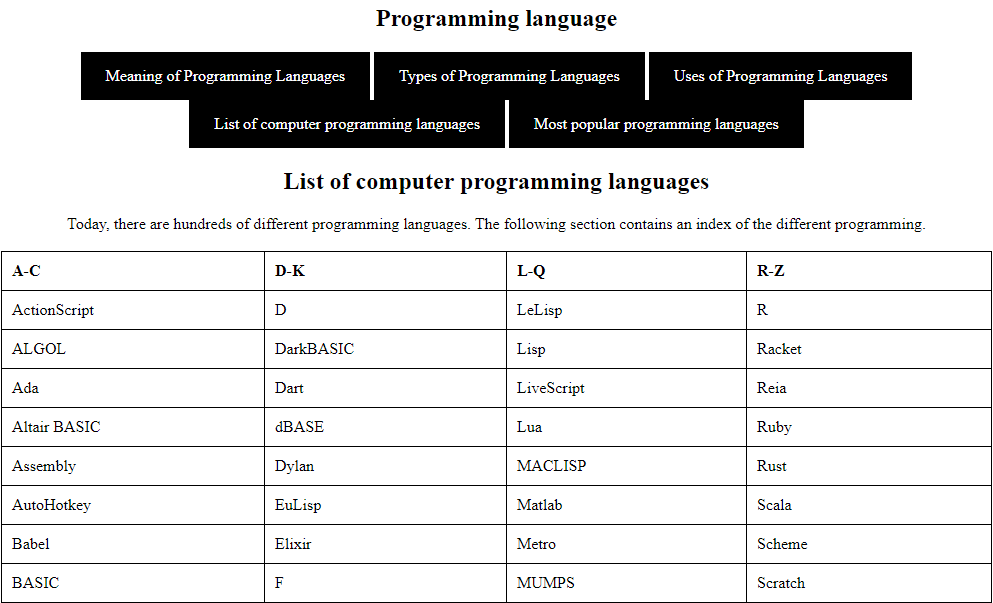 Programming language
Meaning of Programming Languages Types of Programming Languages Uses of Programming Languages
List of computer programming languages Most popular programming languages
List of computer programming languages
Today, there are hundreds of different programming languages. The following section contains an index of the different programming.
A-C D-K L-Q R-Z
ActionScript D LeLisp R
ALGOL DarkBASIC Lisp Racket
Ada Dart LiveScript Reia
Altair BASIC dBASE Lua Ruby
Assembly Dylan MACLISP Rust
AutoHotkey EuLisp Matlab Scala
Babel Elixir Metro Scheme
BASIC F MUMPS Scratch